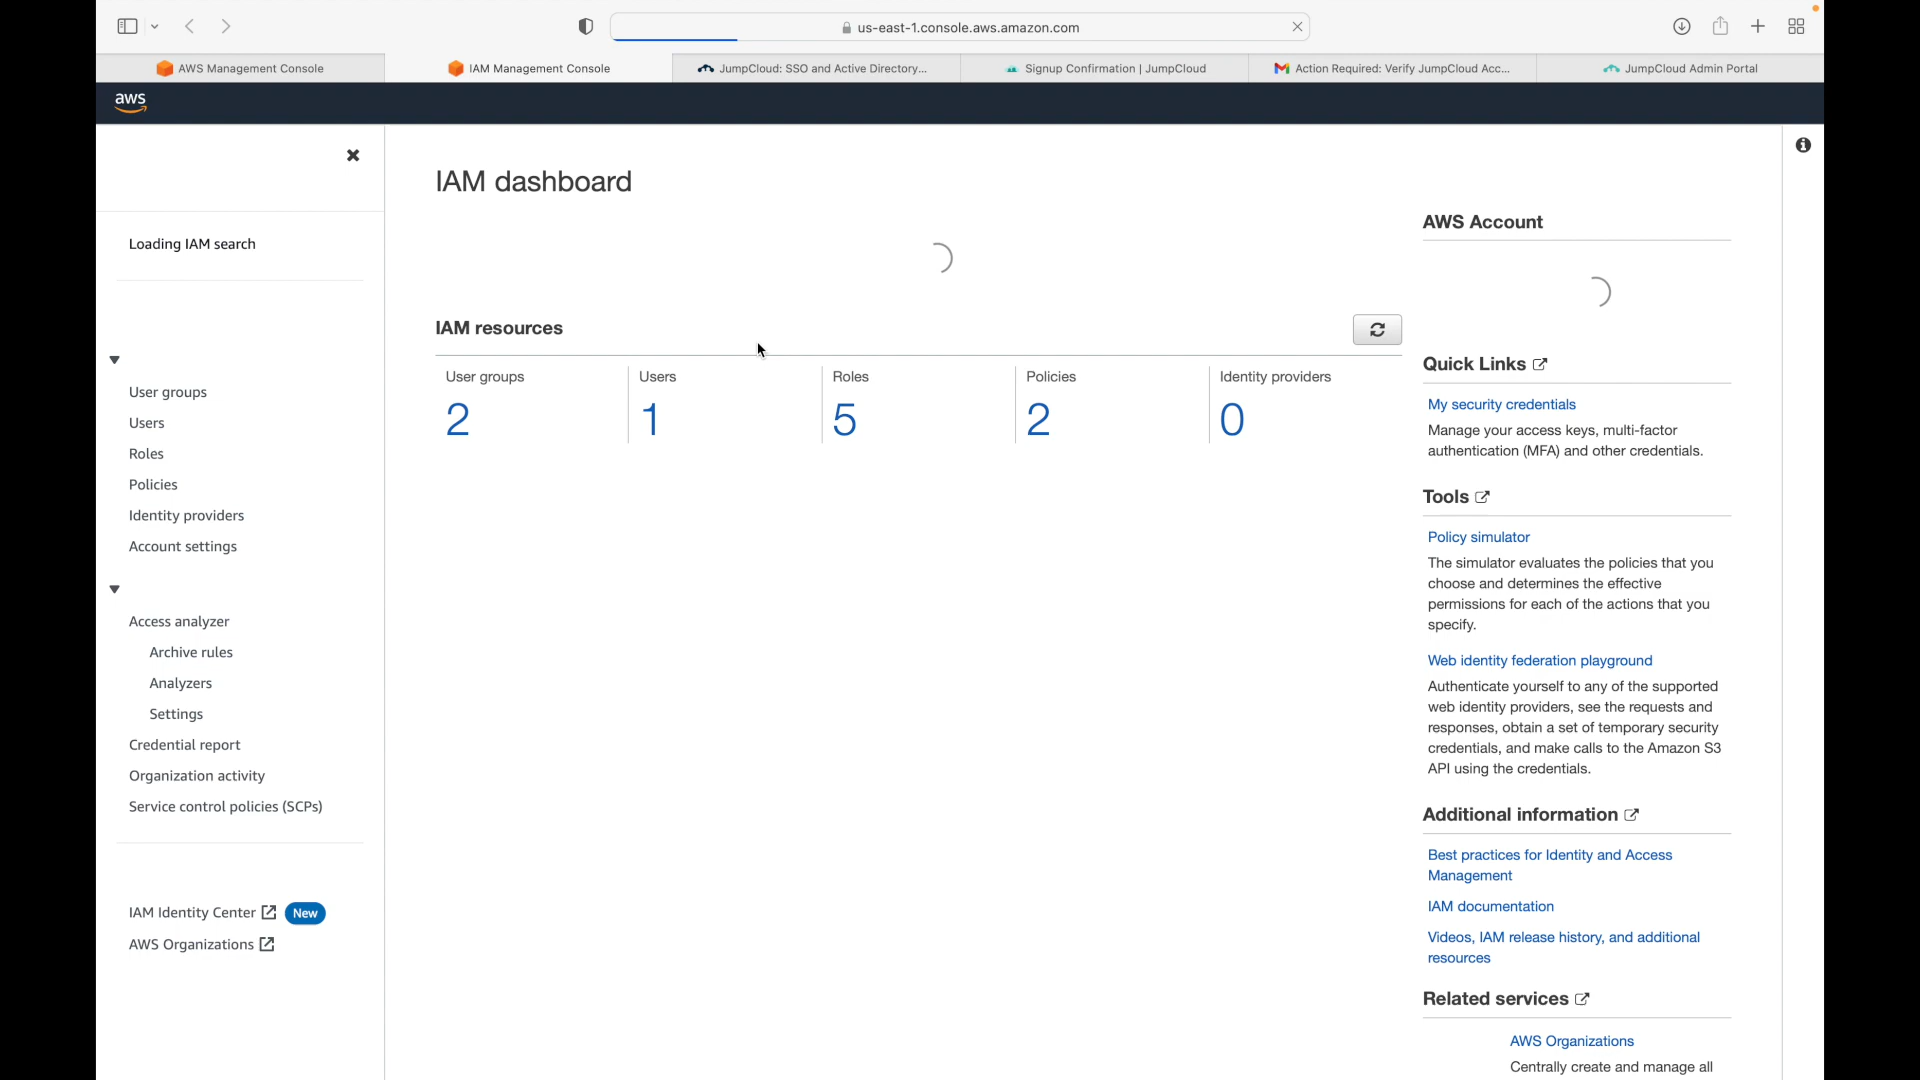 us-east-1.console.aws.amazon.com
AWS Management Console
IAM Management Console
JumpCloud: SSO and Active Directory...
Signup Confirmation | JumpCloud
Action Required: Verify JumpCloud Acc...
JumpCloud Admin Portal
aws
Loading IAM search
User groups
Users
Roles
Policies
Identity providers
Account settings
Access analyzer
Archive rules
Analyzers
Settings
Credential report
Organization activity
Service control policies (SCPs)
IAM Identity Center New
AWS Organizations
IAM dashboard
IAM resources
User groups
2
Users
1
Roles
5
Policies
2
Identity providers
0
AWS Account
Quick Links
My security credentials
Manage your access keys, multi-factor
authentication (MFA) and other credentials.
Tools
Policy simulator
The simulator evaluates the policies that you
choose and determines the effective
permissions for each of the actions that you
specify.
Web identity federation playground
Authenticate yourself to any of the supported
web identity providers, see the requests and
responses, obtain a set of temporary security
credentials, and make calls to the Amazon S3
API using the credentials.
Additional information
Best practices for Identity and Access
Management
IAM documentation
Videos, IAM release history, and additional
resources
Related services
AWS Organizations
Centrally create and manage all